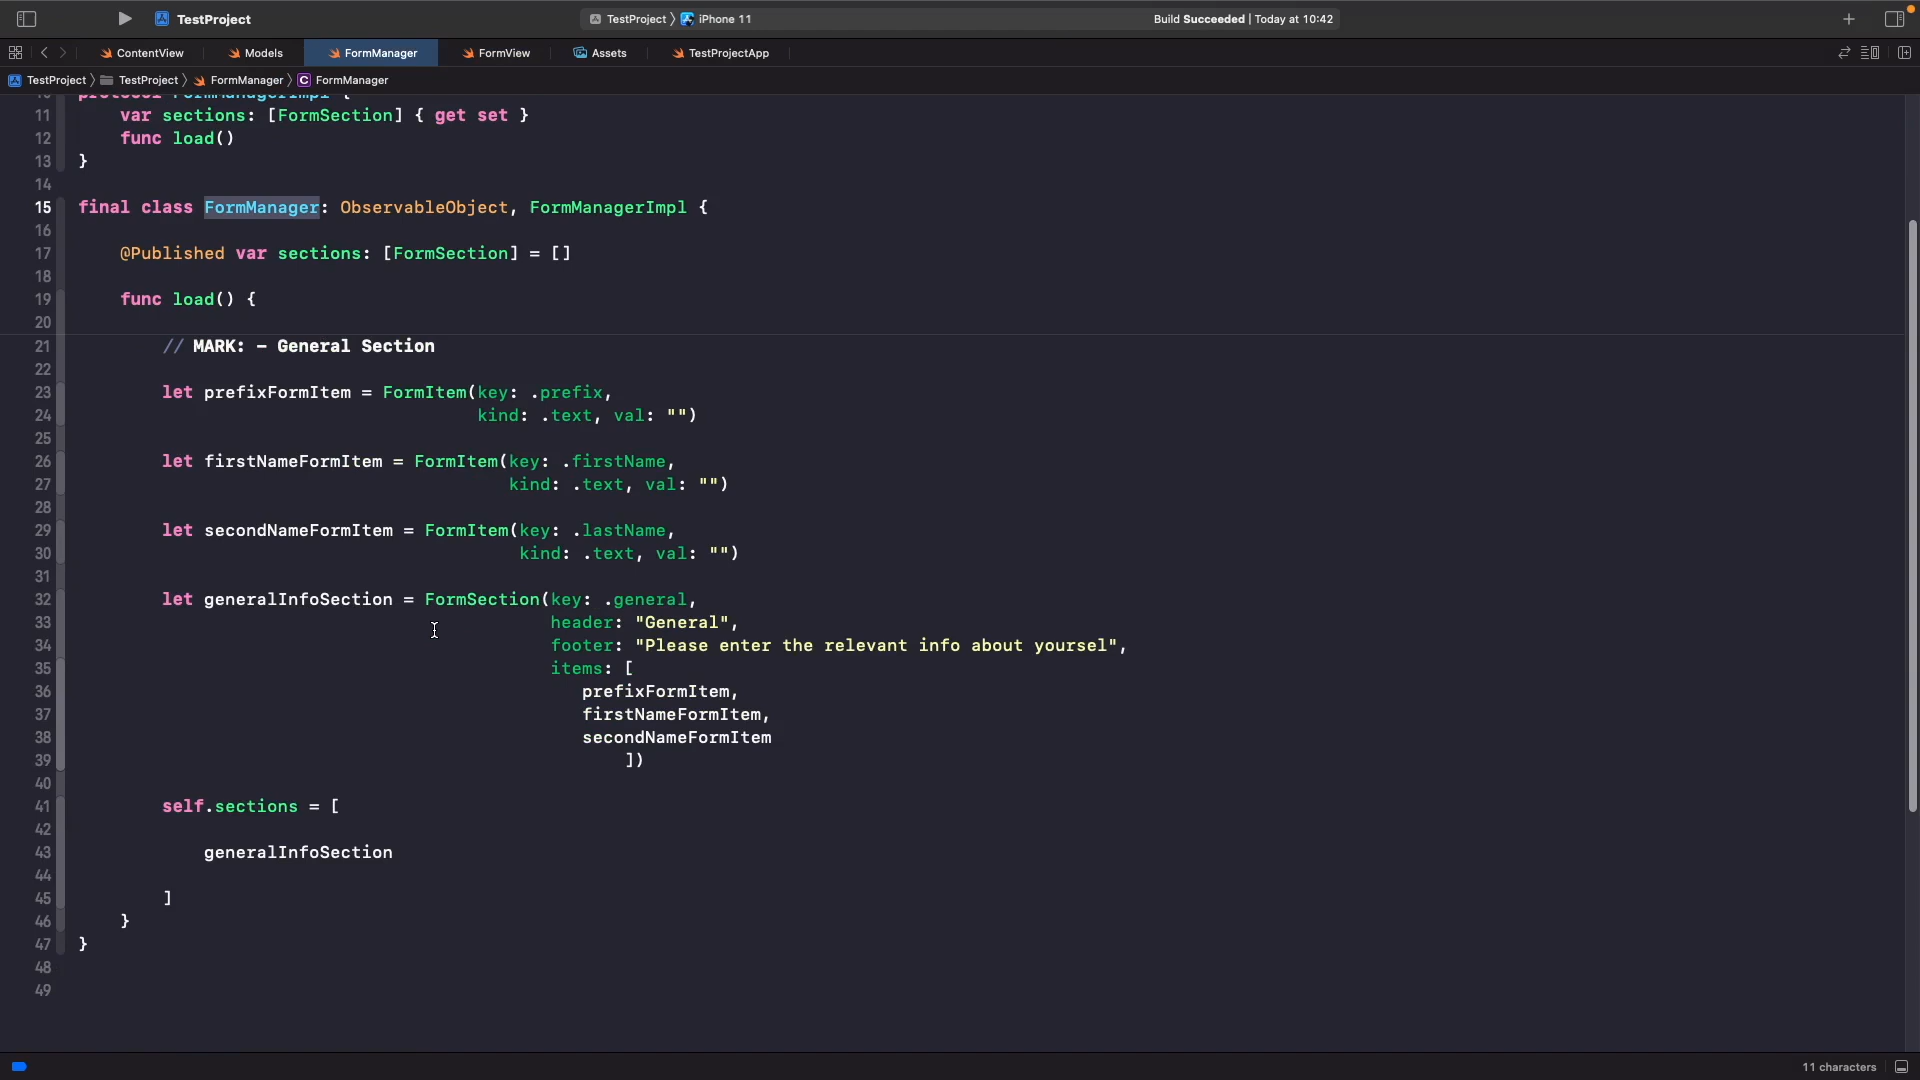 TestProject
TestProject 〉 iPhone 11
Build Succeeded | Today at 10:42
ContentView
Models
FormManager
FormView
Assets
TestProjectApp
TestProject 〉 TestProject 〉 FormManager 〉 C FormManager
10 protocol FormManagerImpl {
11     var sections: [FormSection] { get set }
12     func load()
13 }
14
15 final class FormManager: ObservableObject, FormManagerImpl {
16
17     @Published var sections: [FormSection] = []
18
19     func load() {
20
21         // MARK: - General Section
22
23         let prefixFormItem = FormItem(key: .prefix,
24                                       kind: .text, val: "")
25
26         let firstNameFormItem = FormItem(key: .firstName,
27                                          kind: .text, val: "")
28
29         let secondNameFormItem = FormItem(key: .lastName,
30                                           kind: .text, val: "")
31
32         let generalInfoSection = FormSection(key: .general,
33                                              header: "General",
34                                              footer: "Please enter the relevant info about yoursel",
35                                              items: [
36                                                 prefixFormItem,
37                                                 firstNameFormItem,
38                                                 secondNameFormItem
39                                                     ])
40
41         self.sections = [
42
43             generalInfoSection
44
45         ]
46     }
47 }
48
49
11 characters